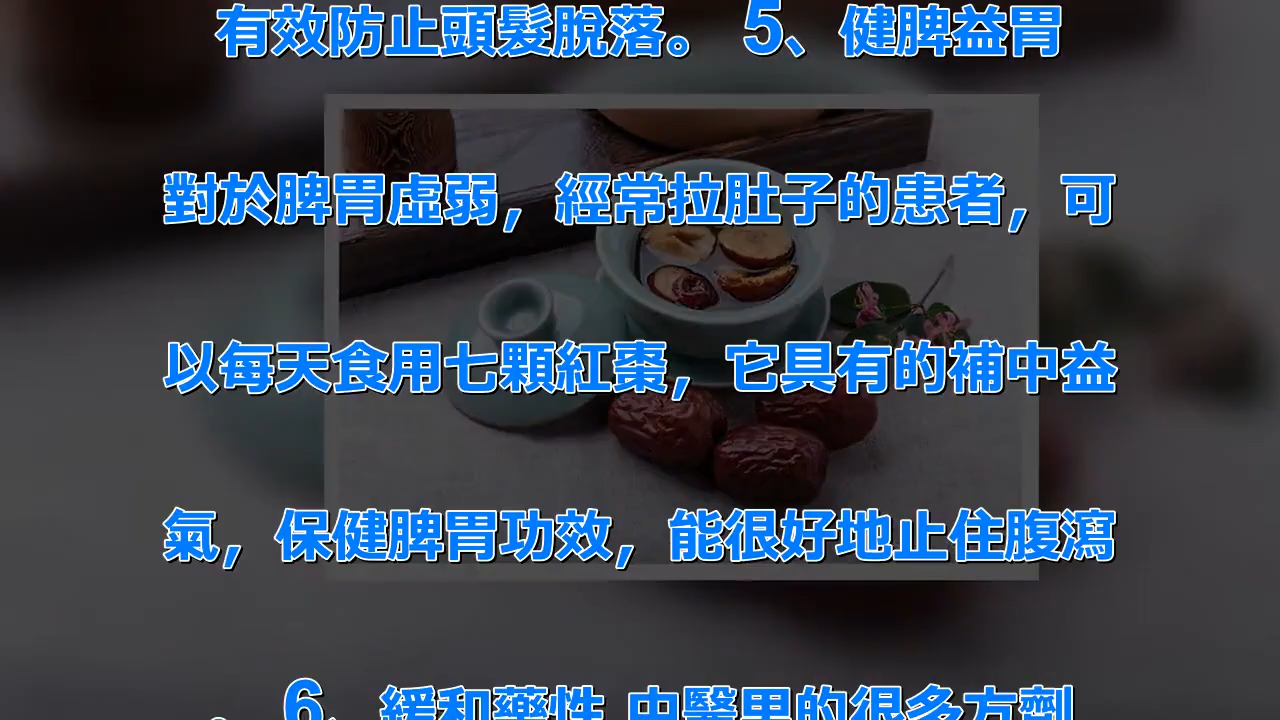 有效防止頭髮脫落。 5、健脾益胃
對於脾胃虛弱，經常拉肚子的患者，可
以每天食用七顆紅棗，它具有的補中益
氣，保健脾胃功效，能很好地止住腹瀉
。 6、緩和藥性 中醫里的很多方劑